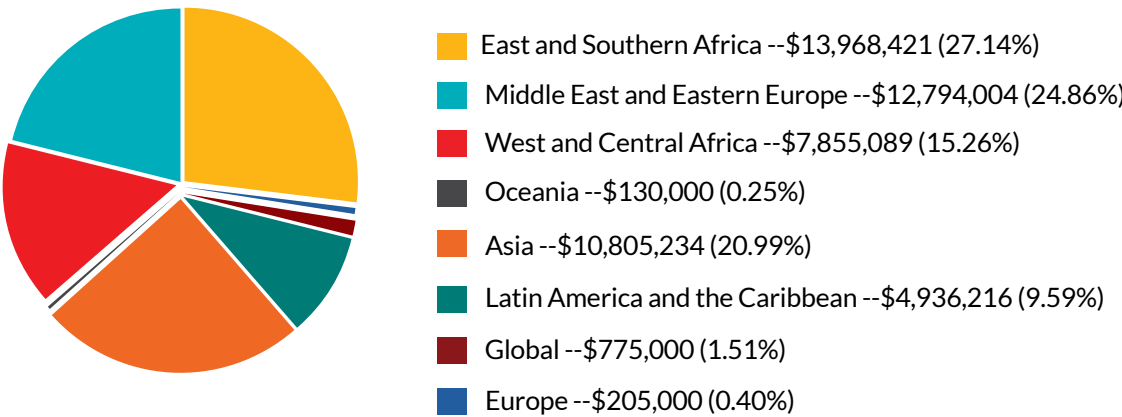 East and Southern Africa --$13,968,421 (27.14%)
Middle East and Eastern Europe --$12,794,004 (24.86%)
West and Central Africa --$7,855,089 (15.26%)
Oceania --$130,000 (0.25%)
Asia --$10,805,234 (20.99%)
Latin America and the Caribbean --$4,936,216 (9.59%)
Global --$775,000 (1.51%)
Europe --$205,000 (0.40%)